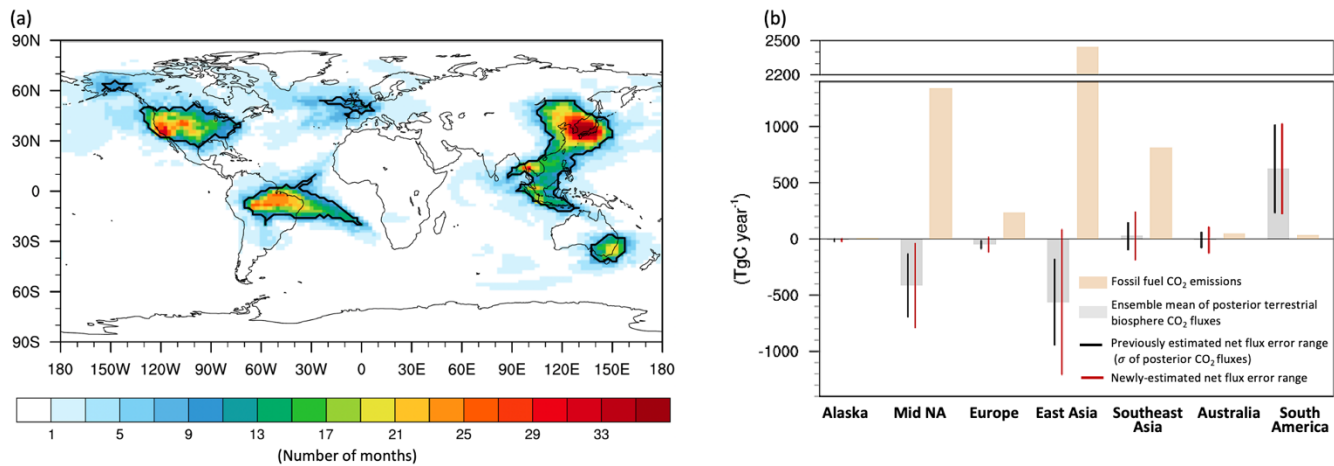 (a)
90N
60N
30N
0
30S
60S
90S
180 150W 120W 90W 60W 30W 0 30E 60E 90E 120E 150E 180
1 5 9 13 17 21 25 29 33
(Number of months)
(b)
2500
2200
1000
500
0
-500
-1000
(TgC year⁻¹)
Fossil fuel CO₂ emissions
Ensemble mean of posterior terrestrial
biosphere CO₂ fluxes
Previously estimated net flux error range
(σ of posterior CO₂ fluxes)
Newly-estimated net flux error range
Alaska Mid NA Europe East Asia Southeast Australia South
Asia America